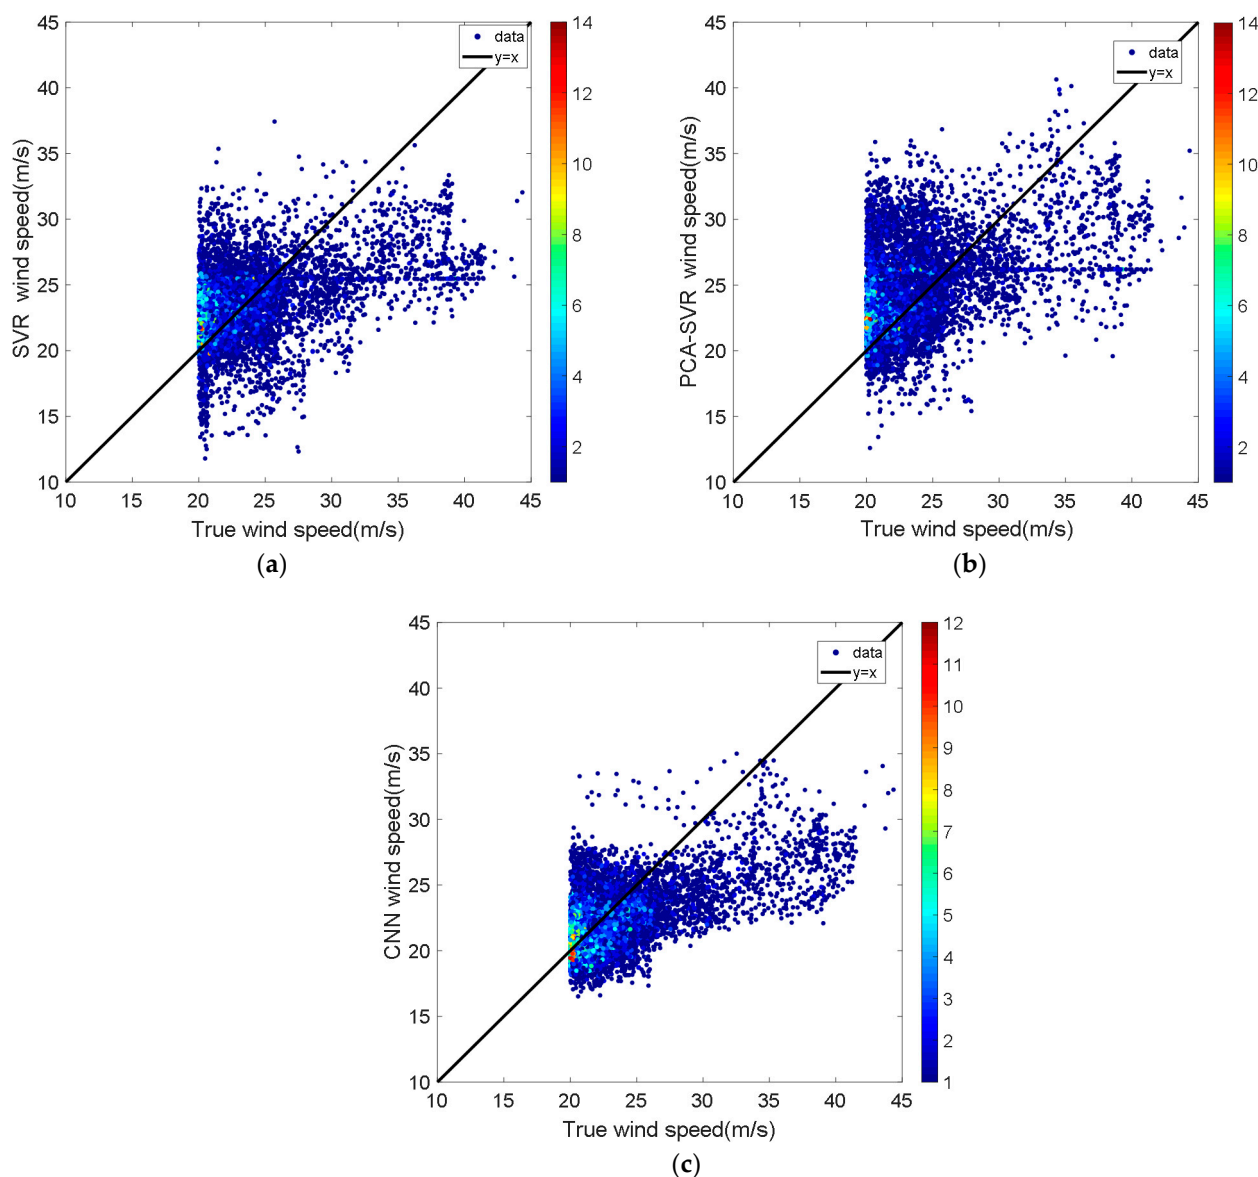 45
40
35
30
25
20
15
10
SVR wind speed(m/s)
10 15 20 25 30 35 40 45
True wind speed(m/s)
data
y=x
14
12
10
8
6
4
2
(a)
45
40
35
30
25
20
15
10
PCA-SVR wind speed(m/s)
10 15 20 25 30 35 40 45
True wind speed(m/s)
data
y=x
14
12
10
8
6
4
2
(b)
45
40
35
30
25
20
15
10
CNN wind speed(m/s)
10 15 20 25 30 35 40 45
True wind speed(m/s)
data
y=x
12
11
10
9
8
7
6
5
4
3
2
1
(c)